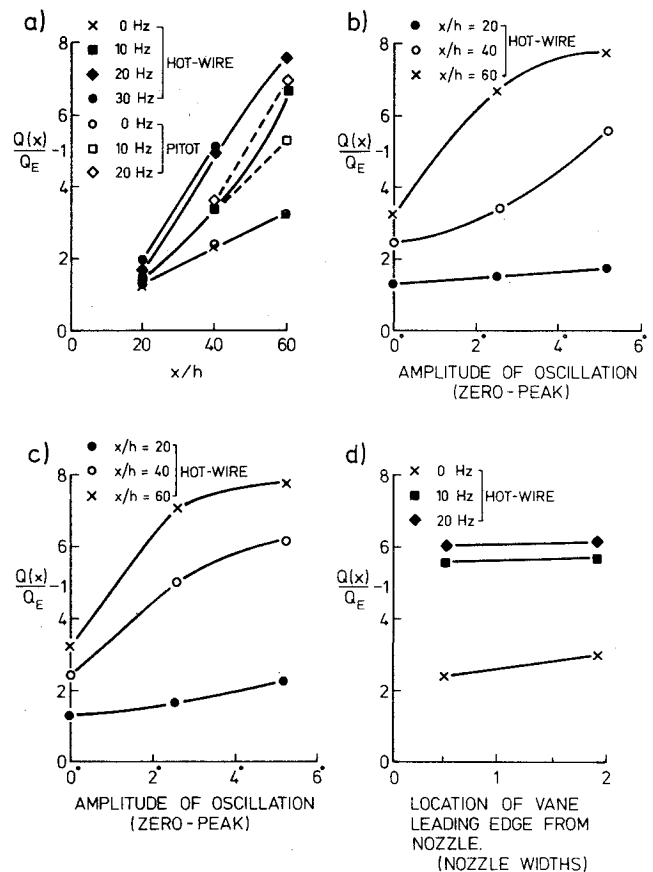 a)
× 0 Hz
■ 10 Hz
◆ 20 Hz
● 30 Hz
HOT-WIRE
○ 0 Hz
□ 10 Hz
◇ 20 Hz
PITOT
8
6
4
2
0
Q(x)
Q_E
-1
0 20 40 60
x/h
b)
● x/h = 20
○ x/h = 40
× x/h = 60
HOT-WIRE
8
6
4
2
0
Q(x)
Q_E
-1
0° 2° 4° 6°
AMPLITUDE OF OSCILLATION
(ZERO-PEAK)
c)
● x/h = 20
○ x/h = 40
× x/h = 60
HOT-WIRE
8
6
4
2
0
Q(x)
Q_E
-1
0° 2° 4° 6°
AMPLITUDE OF OSCILLATION
(ZERO-PEAK)
d)
× 0 Hz
■ 10 Hz
◆ 20 Hz
HOT-WIRE
8
6
4
2
0
Q(x)
Q_E
-1
0 1 2
LOCATION OF VANE
LEADING EDGE FROM
NOZZLE.
(NOZZLE WIDTHS)